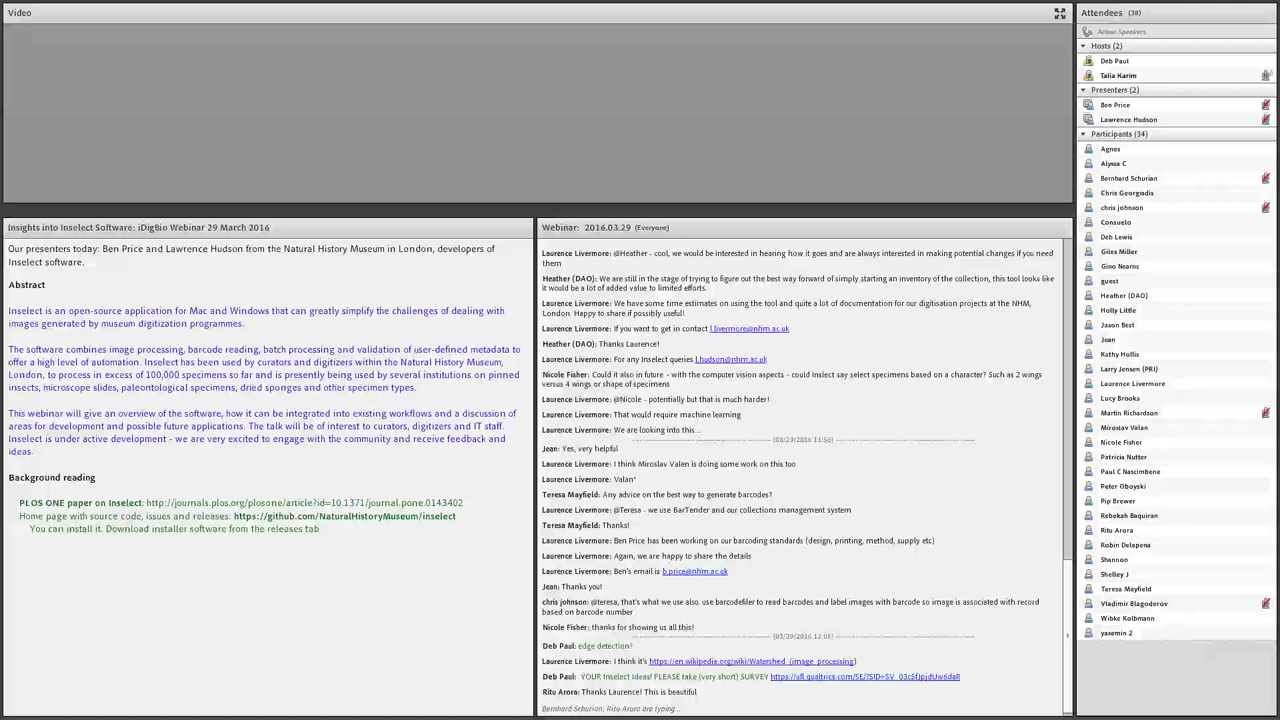 Video
Insights into Inselect Software: iDigBio Webinar 29 March 2016
Our presenters today: Ben Price and Lawrence Hudson from the Natural History Museum in London, developers of
Inselect software.
Abstract
Inselect is an open-source application for Mac and Windows that can greatly simplify the challenges of dealing with
images generated by museum digitization programmes.
The software combines image processing, barcode reading, batch processing and validation of user-defined metadata to
offer a high level of automation. Inselect has been used by curators and digitizers within the Natural History Museum,
London, to process in excess of 100,000 specimens so far and is presently being used by several institutions on pinned
insects, microscope slides, paleontological specimens, dried sponges and other specimen types.
This webinar will give an overview of the software, how it can be integrated into existing workflows and a discussion of
areas for development and possible future applications. The talk will be of interest to curators, digitizers and IT staff.
Inselect is under active development - we are very excited to engage with the community and receive feedback and
ideas.
Background reading
PLOS ONE paper on Inselect: http://journals.plos.org/plosone/article?id=10.1371/journal.pone.0143402
Home page with source code, issues and releases: https://github.com/NaturalHistoryMuseum/inselect
You can install it. Download installer software from the releases tab
Webinar: 2016.03.29 (Everyone)
Laurence Livermore: @Heather - cool, we would be interested in hearing how it goes and are always interested in making potential changes if you need
them
Heather (DAO): We are still in the stage of trying to figure out the best way forward of simply starting an inventory of the collection, this tool looks like
it would be a lot of added value to limited efforts.
Laurence Livermore: We have some time estimates on using the tool and quite a lot of documentation for our digitisation projects at the NHM,
London. Happy to share if possibly useful!
Laurence Livermore: If you want to get in contact l.livermore@nhm.ac.uk
Heather (DAO): Thanks Laurence!
Laurence Livermore: For any inselect queries l.hudson@nhm.ac.uk
Nicole Fisher: Could it also in future - with the computer vision aspects - could Inslect say select specimens based on a character? Such as 2 wings
versus 4 wings or shape of specimens
Laurence Livermore: @Nicole - potentially but that is much harder!
Laurence Livermore: That would require machine learning
Laurence Livermore: We are looking into this...
(03/29/2016 11:56)
Jean: Yes, very helpful
Laurence Livermore: I think Miroslav Valen is doing some work on this too
Laurence Livermore: Valan*
Teresa Mayfield: Any advice on the best way to generate barcodes?
Laurence Livermore: @Teresa - we use BarTender and our collections management system
Teresa Mayfield: Thanks!
Laurence Livermore: Ben Price has been working on our barcoding standards (design, printing, method, supply etc)
Laurence Livermore: Again, we are happy to share the details
Laurence Livermore: Ben's email is b.price@nhm.ac.uk
Jean: Thanks you!
chris johnson: @teresa, that's what we use also. use barcodefiler to read barcodes and label images with barcode so image is associated with record
based on barcode number
Nicole Fisher: thanks for showing us all this!
(03/29/2016 12:01)
Deb Paul: edge detection?
Laurence Livermore: I think it's https://en.wikipedia.org/wiki/Watershed_(image_processing)
Deb Paul: YOUR Inselect Ideas! PLEASE take (very short) SURVEY
Ritu Arora: Thanks Laurence! This is beautiful
Bernhard Schurian, Ritu Arora are typing...
Attendees (38)
Active Speakers
Hosts (2)
Deb Paul
Talia Karim
Presenters (2)
Ben Price
Lawrence Hudson
Participants (34)
Agnes
Alyssa C
Bernhard Schurian
Chris Georgiadis
chris johnson
Consuelo
Deb Lewis
Giles Miller
Gino Nearns
guest
Heather (DAO)
Holly Little
Jason Best
Jean
Kathy Hollis
Larry Jensen (PRI)
Laurence Livermore
Lucy Brooks
Martin Richardson
Miroslav Valan
Nicole Fisher
Patricia Nutter
Paul C Nascimbene
Peter Oboyski
Pip Brewer
Rebekah Baquiran
Ritu Arora
Robin Delapena
Shannon
Shelley J
Teresa Mayfield
Vladimir Blagoderov
Wibke Kolbmann
yasemin 2